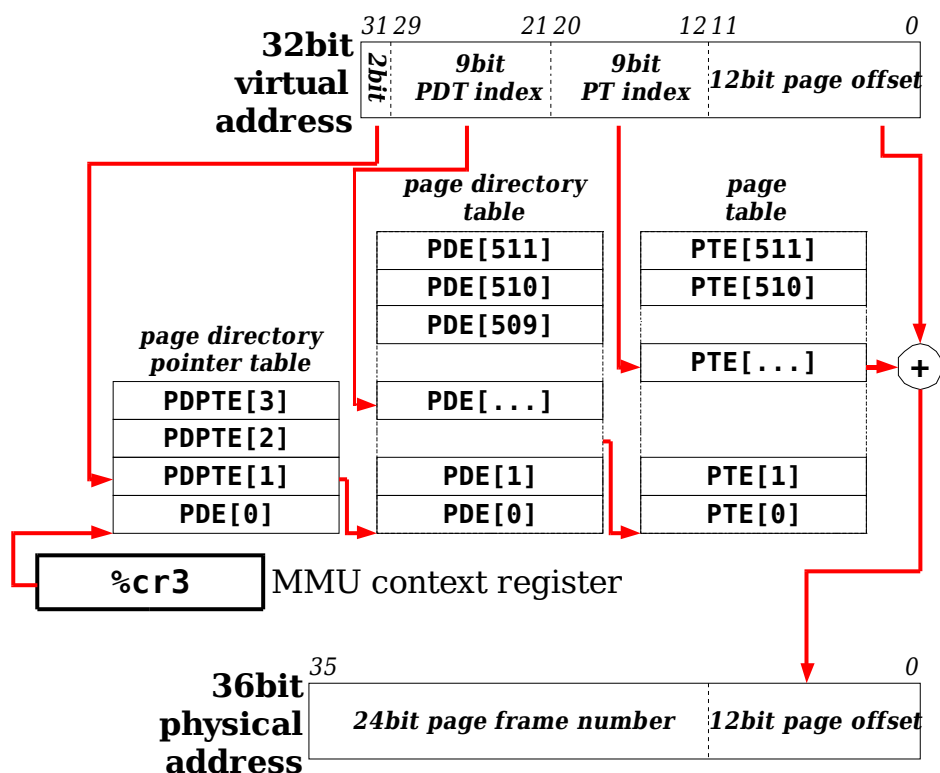 31 29 21 20 12 11 0
32bit
virtual
address
2bit
9bit
PDT index
9bit
PT index
12bit page offset
page directory
table
PDE[511]
PDE[510]
PDE[509]
PDE[...]
PDE[1]
PDE[0]
page
table
PTE[511]
PTE[510]
PTE[...]
PTE[1]
PTE[0]
+
page directory
pointer table
PDPTE[3]
PDPTE[2]
PDPTE[1]
PDE[0]
%cr3
MMU context register
35 0
36bit
physical
address
24bit page frame number
12bit page offset